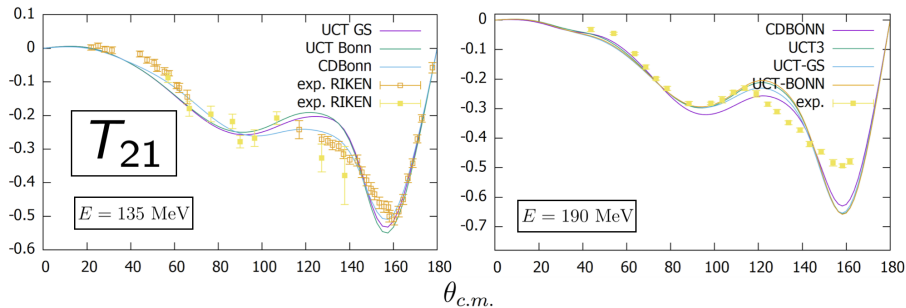 UCT GS
UCT Bonn
CDBonn
exp. RIKEN
exp. RIKEN
T21
E = 135 MeV
0.1
0
-0.1
-0.2
-0.3
-0.4
-0.5
-0.6
0 20 40 60 80 100 120 140 160 180
CDBONN
UCT3
UCT-GS
UCT-BONN
exp.
E = 190 MeV
0
-0.1
-0.2
-0.3
-0.4
-0.5
-0.6
-0.7
0 20 40 60 80 100 120 140 160 180
θc.m.